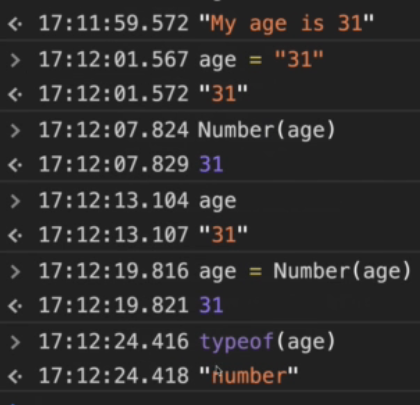 <· 17:11:59.572 "My age is 31"
> 17:12:01.567 age = "31"
<· 17:12:01.572 "31"
> 17:12:07.824 Number(age)
<· 17:12:07.829 31
> 17:12:13.104 age
<· 17:12:13.107 "31"
> 17:12:19.816 age = Number(age)
<· 17:12:19.821 31
> 17:12:24.416 typeof(age)
<· 17:12:24.418 "number"